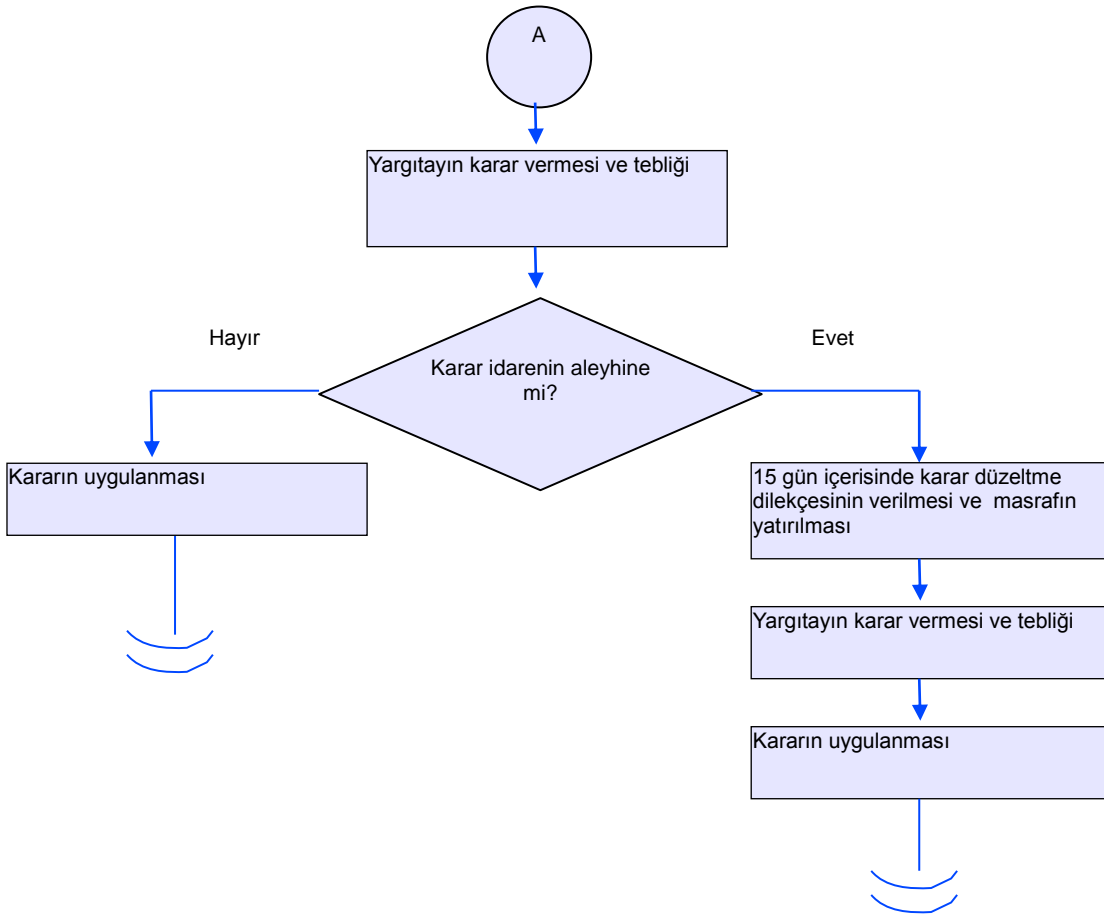 A
Yargıtayın karar vermesi ve tebliği
Hayır
Evet
Karar idarenin aleyhine
mi?
Kararın uygulanması
15 gün içerisinde karar düzeltme
dilekçesinin verilmesi ve  masrafın
yatırılması
Yargıtayın karar vermesi ve tebliği
Kararın uygulanması